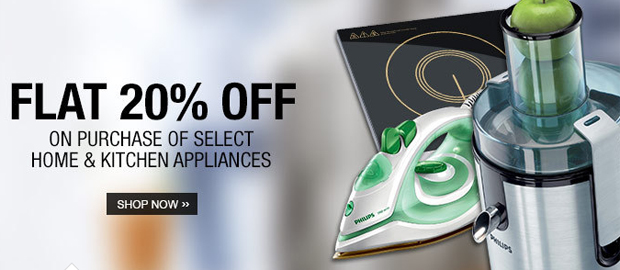 FLAT 20% OFF
ON PURCHASE OF SELECT
HOME & KITCHEN APPLIANCES
SHOP NOW »
PHILIPS
PHILIPS